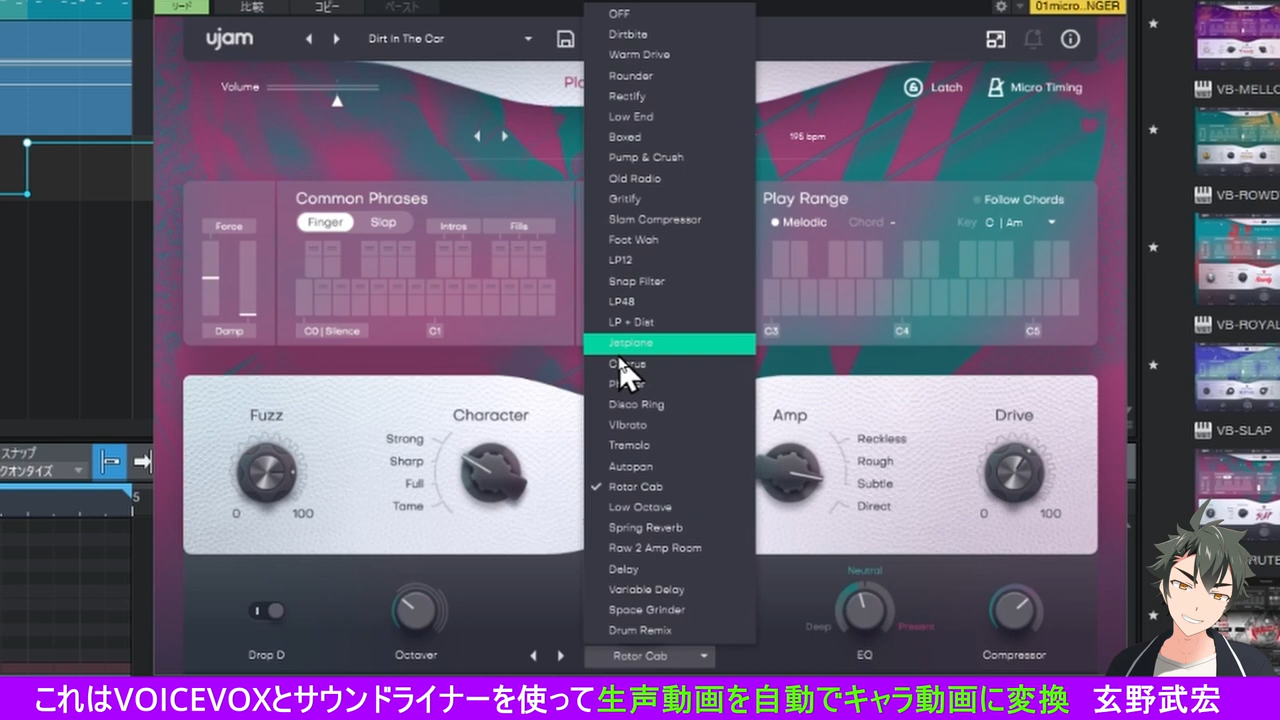 リード 比較 コピー ペースト 01micro..NGER
ujam Dirt In The Car
Volume
Latch Micro Timing
195 bpm
Force
Damp
Common Phrases
Finger Slap Intros Fills
C0 | Silence C1
Play Range Follow Chords
Melodic Chord - Key C | Am
C3 C4 C5
OFF
Dirtbite
Warm Drive
Rounder
Rectify
Low End
Boxed
Pump & Crush
Old Radio
Gritify
Slam Compressor
Foot Wah
LP12
Snap Filter
LP48
LP + Dist
Jetplane
Disco Ring
Vibrato
Tremolo
Autopan
Rotor Cab
Low Octave
Spring Reverb
Raw 2 Amp Room
Delay
Variable Delay
Space Grinder
Drum Remix
Fuzz
0 100
Character
Strong
Sharp
Full
Tame
Amp
Reckless
Rough
Subtle
Direct
Drive
0 100
Drop D
Octaver
Rotor Cab
Neutral
Deep Present
EQ
Compressor
スナップ
クオンタイズ
5
VB-MELLO
VB-ROWD
VB-ROYAL
VB-SLAP
これはVOICEVOXとサウンドライナーを使って生声動画を自動でキャラ動画に変換 玄野武宏